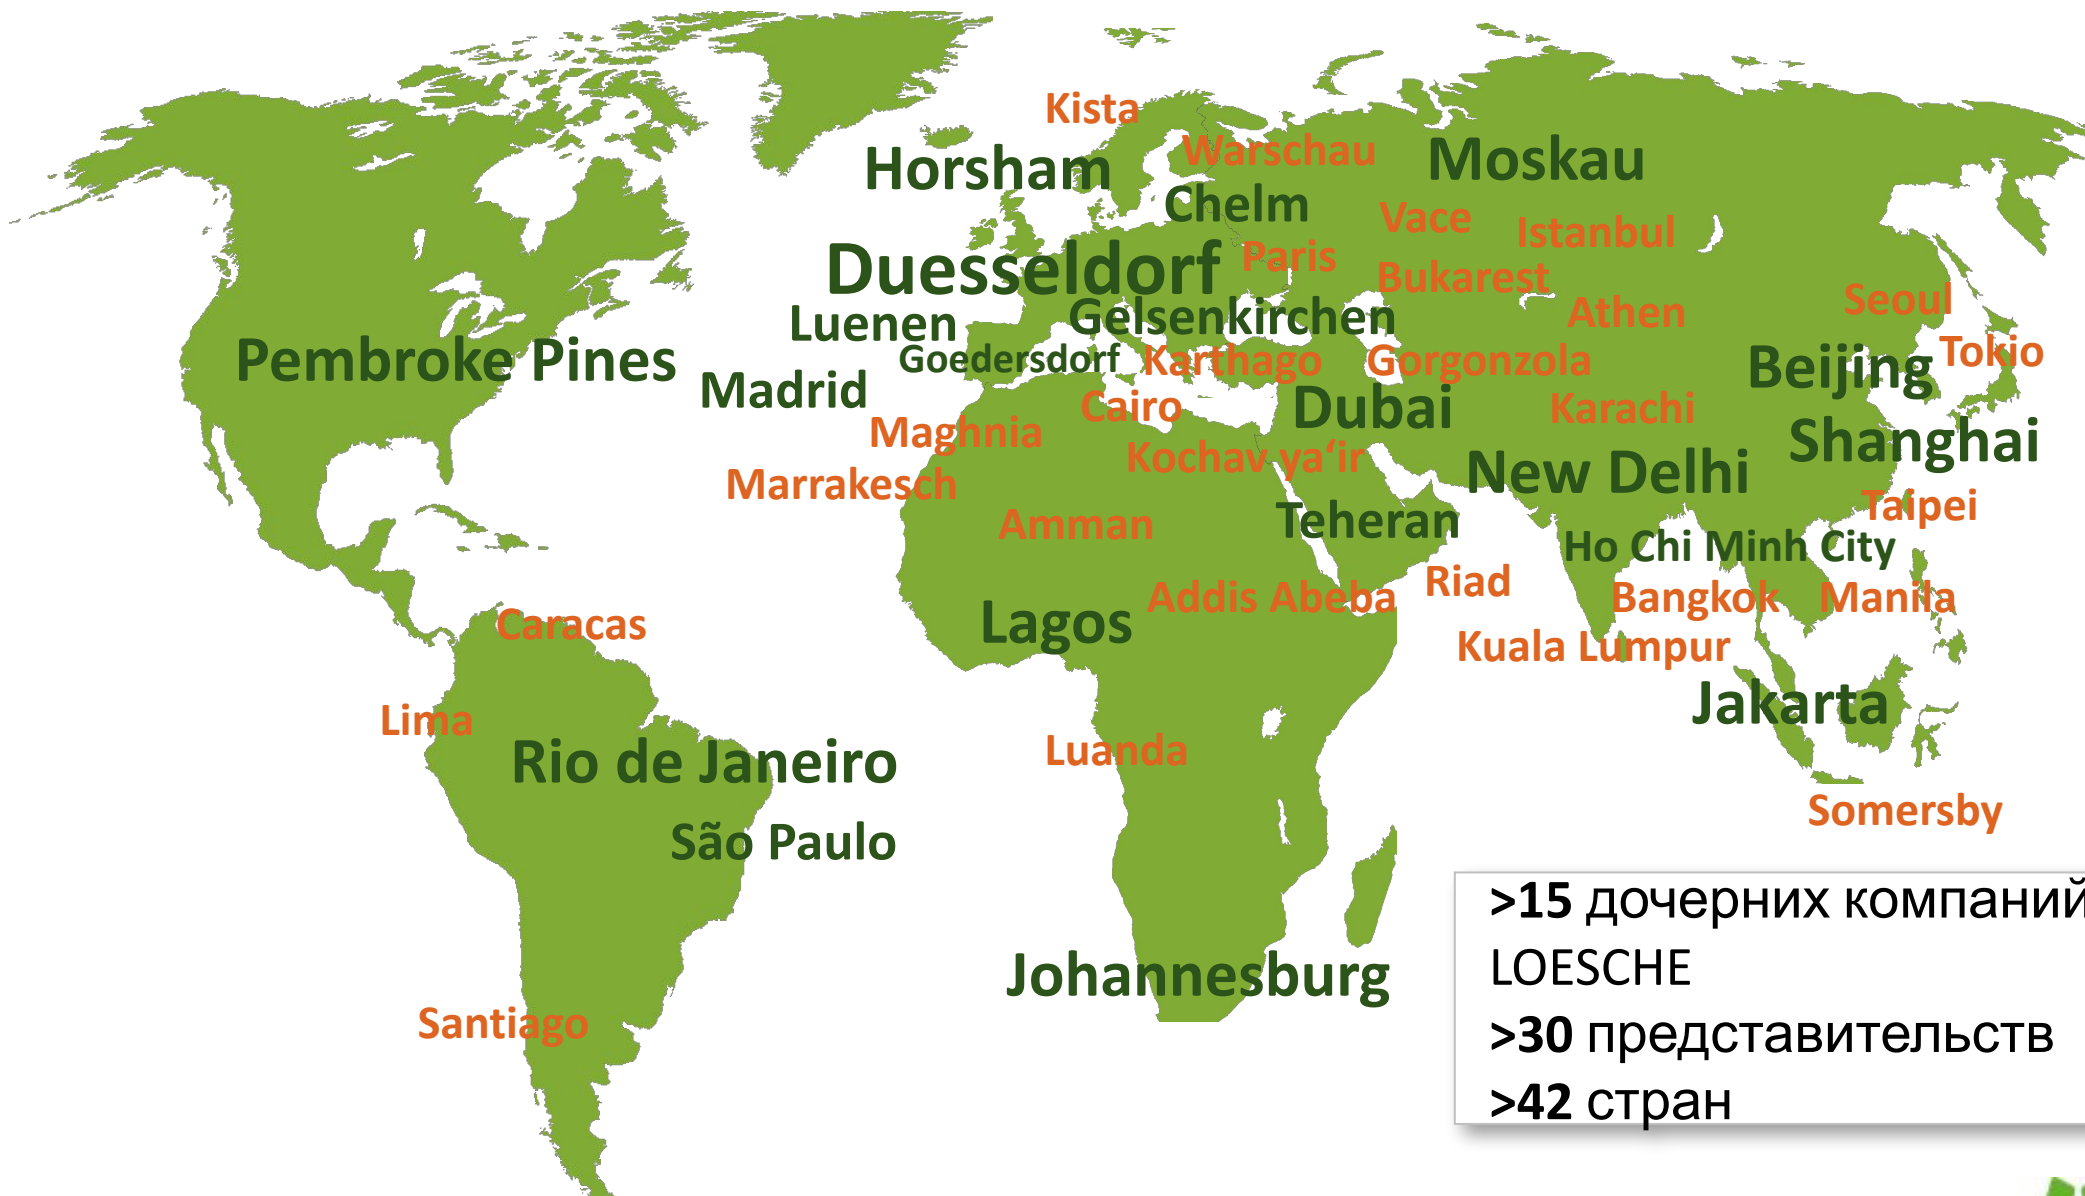 Kista
Warschau
Horsham
Moskau
Chelm
Vace
Istanbul
Duesseldorf
Paris
Bukarest
Seoul
Luenen
Gelsenkirchen
Athen
Pembroke Pines
Goedersdorf
Karthago
Gorgonzola
Beijing
Tokio
Madrid
Cairo
Dubai
Karachi
Maghnia
Shanghai
Kochav ya‘ir
New Delhi
Marrakesch
Taipei
Amman
Teheran
Ho Chi Minh City
Riad
Addis Abeba
Bangkok
Manila
Caracas
Lagos
Kuala Lumpur
Jakarta
Lima
Luanda
Rio de Janeiro
Somersby
São Paulo
Johannesburg
Santiago
>15 дочерних компаний
LOESCHE
>30 представительств
>42 стран